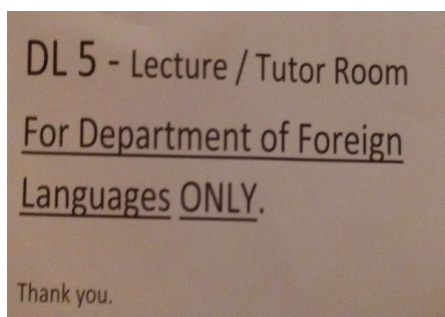 DL 5 - Lecture / Tutor Room
For Department of Foreign
Languages ONLY.
Thank you.